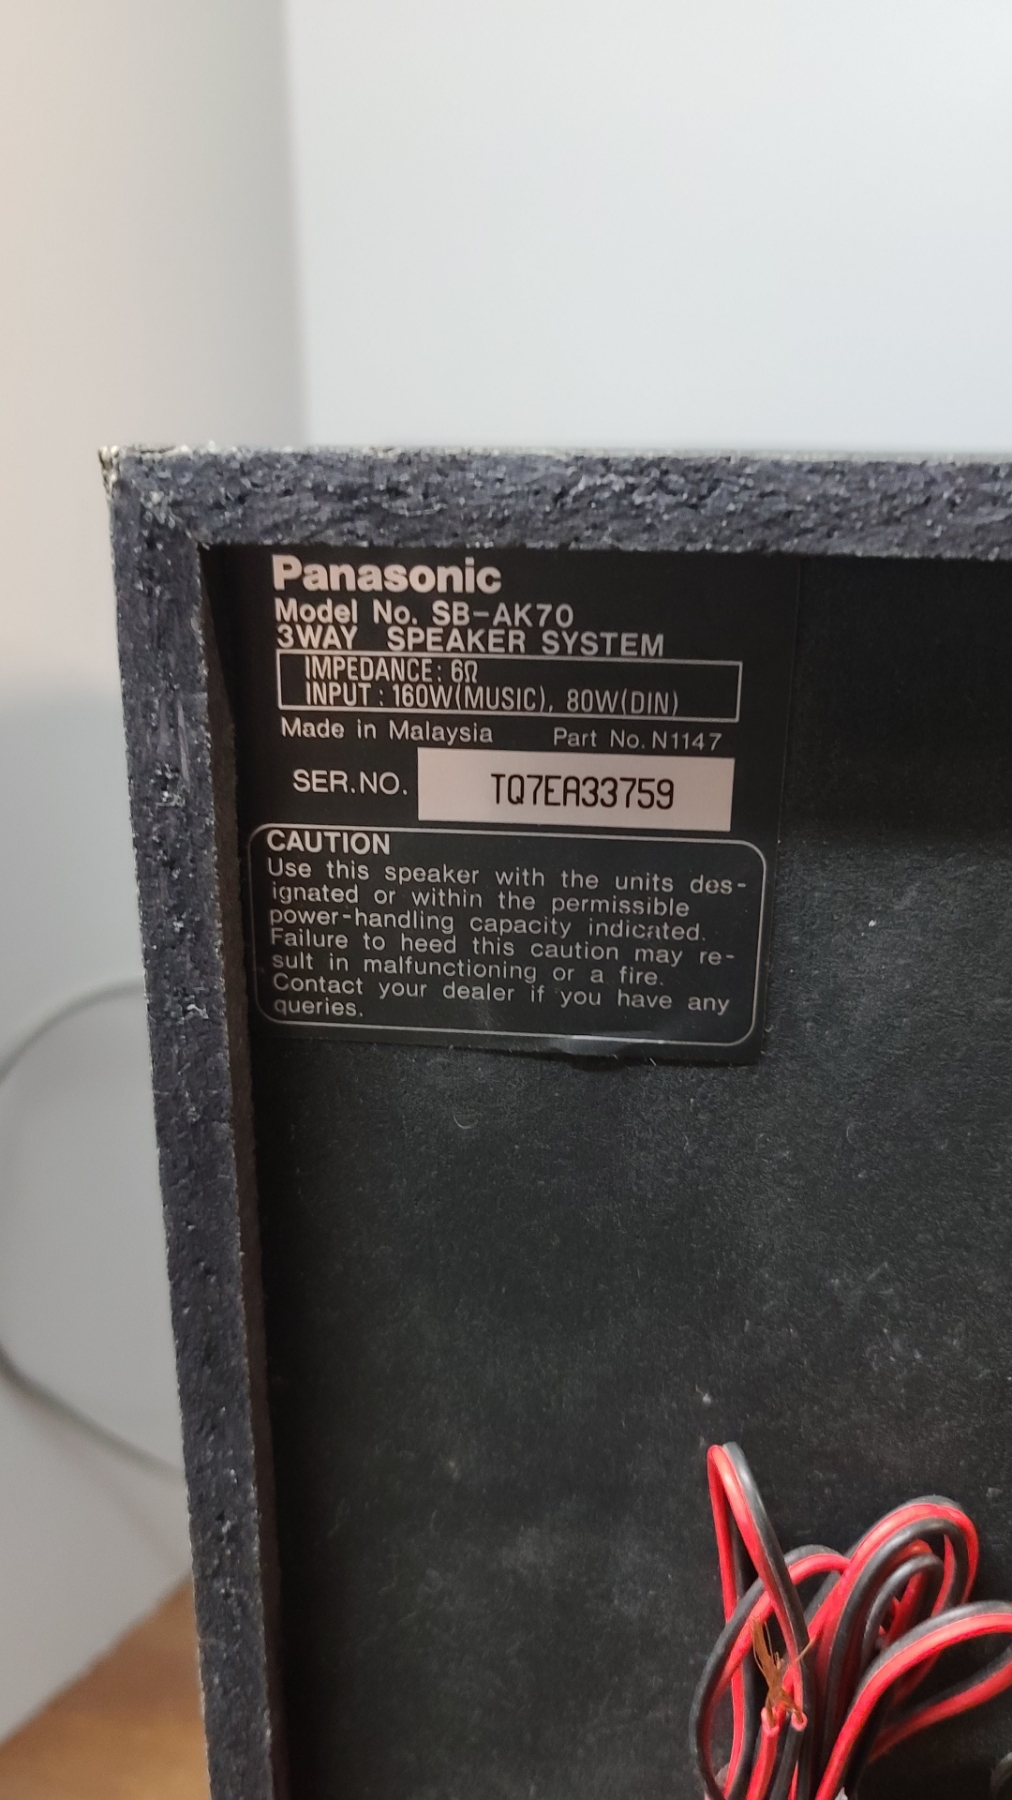 Panasonic
Model No. SB-AK70
3WAY SPEAKER SYSTEM
IMPEDANCE: 6Ω
INPUT : 160W(MUSIC), 80W(DIN)
Made in Malaysia Part No. N1147
SER.NO. TQ7EA33759
CAUTION
Use this speaker with the units des-
ignated or within the permissible
power-handling capacity indicated.
Failure to heed this caution may re-
sult in malfunctioning or a fire.
Contact your dealer if you have any
queries.